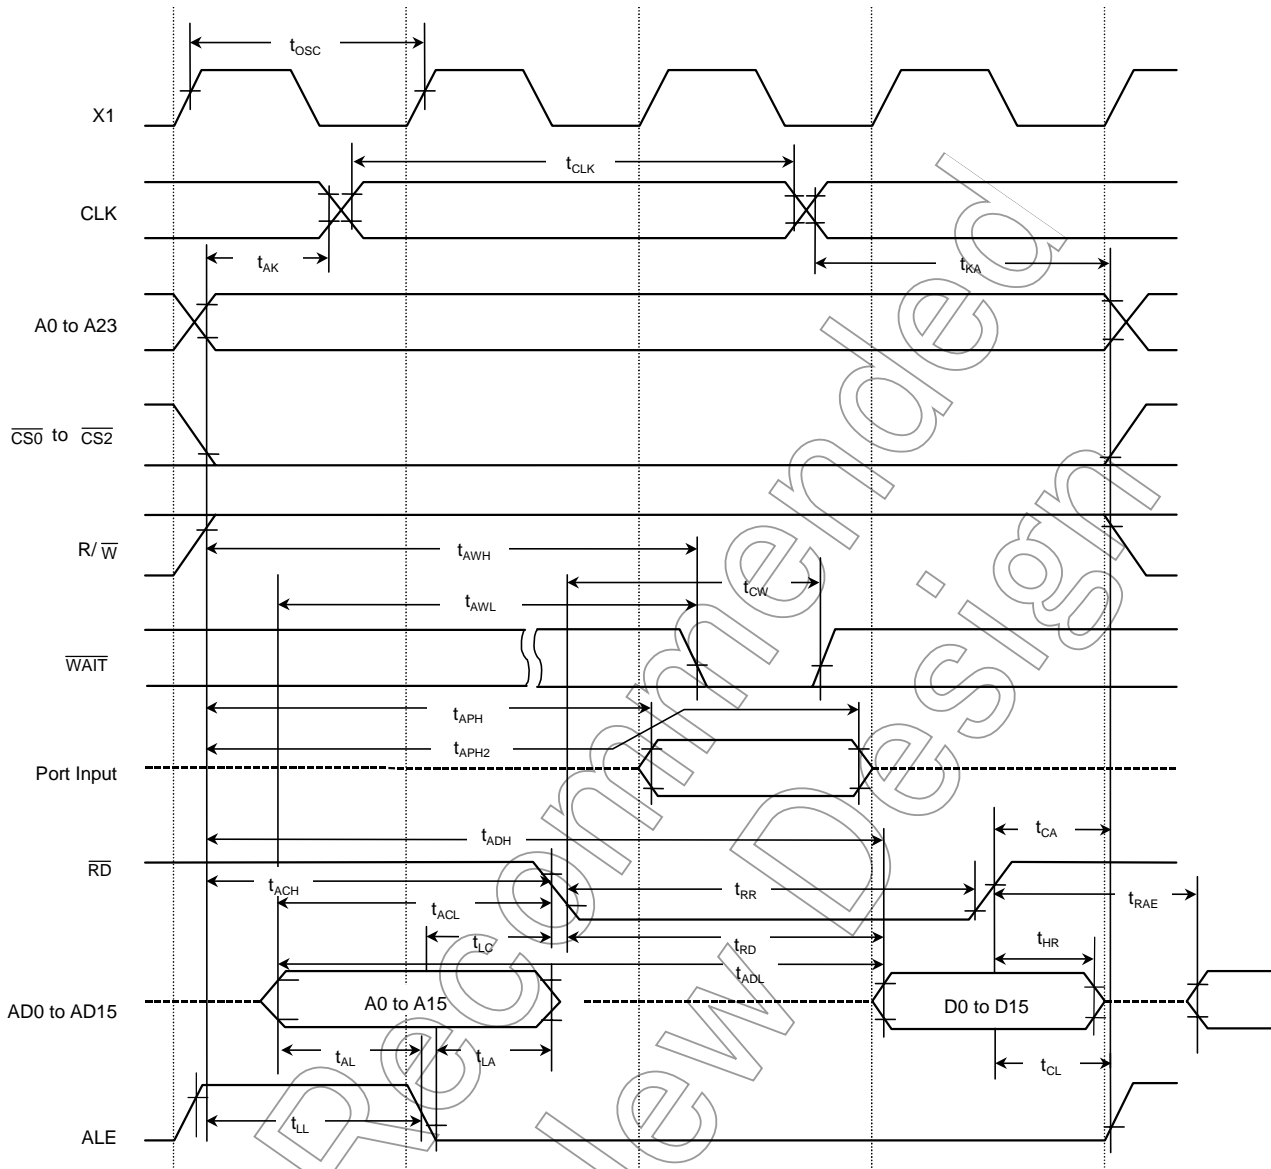 tOSC
X1
tCLK
CLK
tAK
tKA
A0 to A23
CS0 to CS2
R/ W
tAWH
tCW
tAWL
WAIT
tAPH
tAPH2
Port Input
tADH
tCA
RD
tACH
tRR
tACL
tRAE
tLC
tRD
tHR
tADL
AD0 to AD15
A0 to A15
D0 to D15
tAL
tLA
tCL
tLL
ALE
Recommended
Design